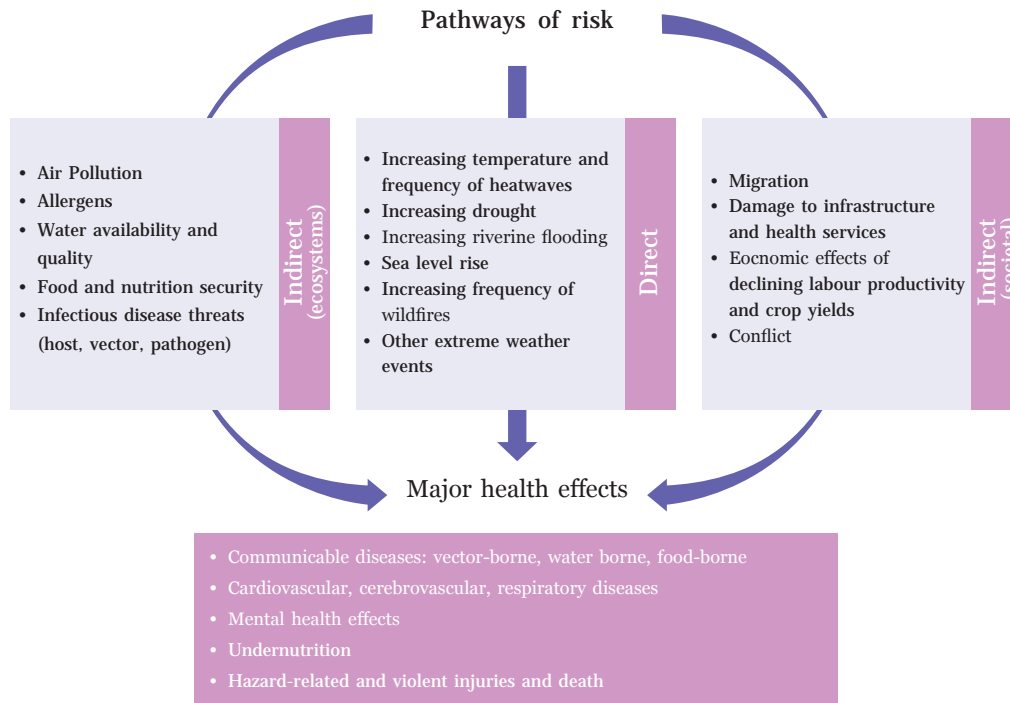 Pathways of risk
• Air Pollution
• Allergens
• Water availability and
quality
• Food and nutrition security
• Infectious disease threats
(host, vector, pathogen)
Indirect
(ecosystems)
• Increasing temperature and
frequency of heatwaves
• Increasing drought
• Increasing riverine flooding
• Sea level rise
• Increasing frequency of
wildfires
• Other extreme weather
events
Direct
• Migration
• Damage to infrastructure
and health services
• Eocnomic effects of
declining labour productivity
and crop yields
• Conflict
Indirect
(societal)
Major health effects
• Communicable diseases: vector-borne, water borne, food-borne
• Cardiovascular, cerebrovascular, respiratory diseases
• Mental health effects
• Undernutrition
• Hazard-related and violent injuries and death